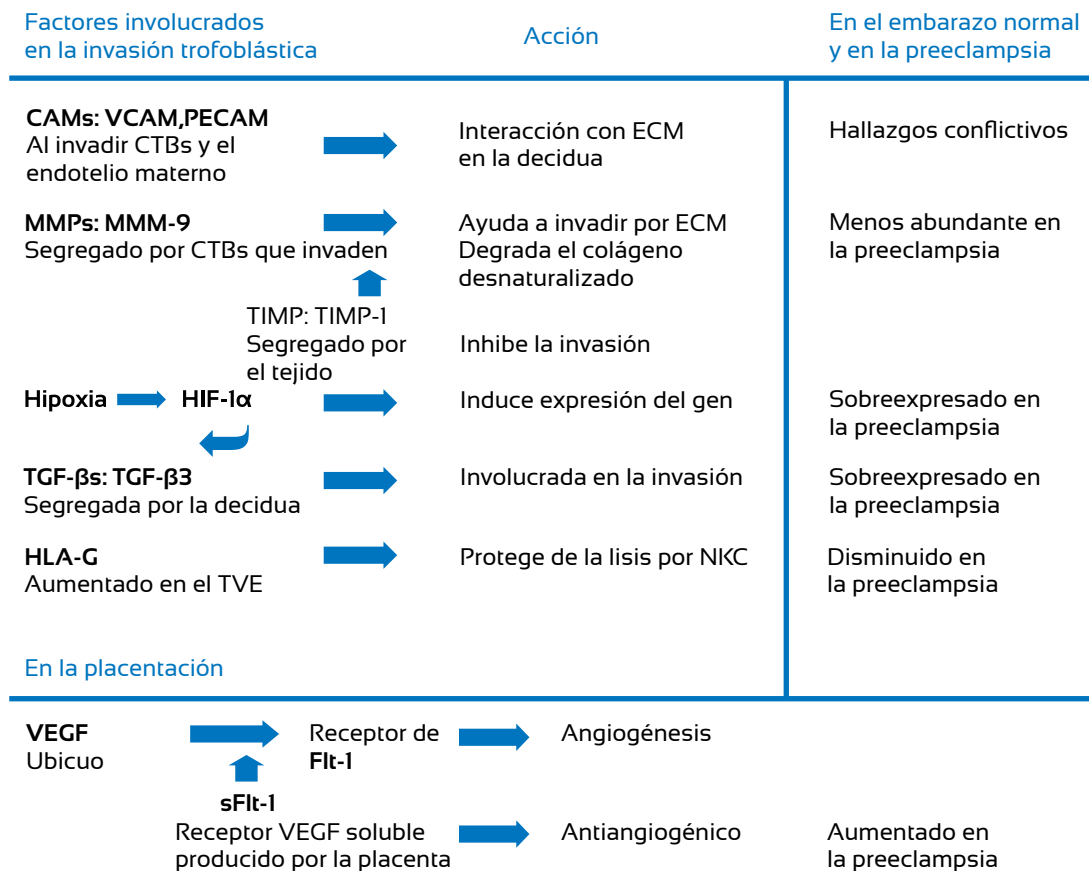 Factores involucrados
en la invasión trofoblástica
Acción
En el embarazo normal
y en la preeclampsia
CAMs: VCAM,PECAM
Al invadir CTBs y el
endotelio materno
Interacción con ECM
en la decidua
Hallazgos conflictivos
MMPs: MMM-9
Segregado por CTBs que invaden
Ayuda a invadir por ECM
Degrada el colágeno
desnaturalizado
Menos abundante en
la preeclampsia
TIMP: TIMP-1
Segregado por
el tejido
Inhibe la invasión
Hipoxia
HIF-1α
Induce expresión del gen
Sobreexpresado en
la preeclampsia
TGF-βs: TGF-β3
Segregada por la decidua
Involucrada en la invasión
Sobreexpresado en
la preeclampsia
HLA-G
Aumentado en el TVE
Protege de la lisis por NKC
Disminuido en
la preeclampsia
En la placentación
VEGF
Ubicuo
Receptor de
Flt-1
Angiogénesis
sFlt-1
Receptor VEGF soluble
producido por la placenta
Antiangiogénico
Aumentado en
la preeclampsia